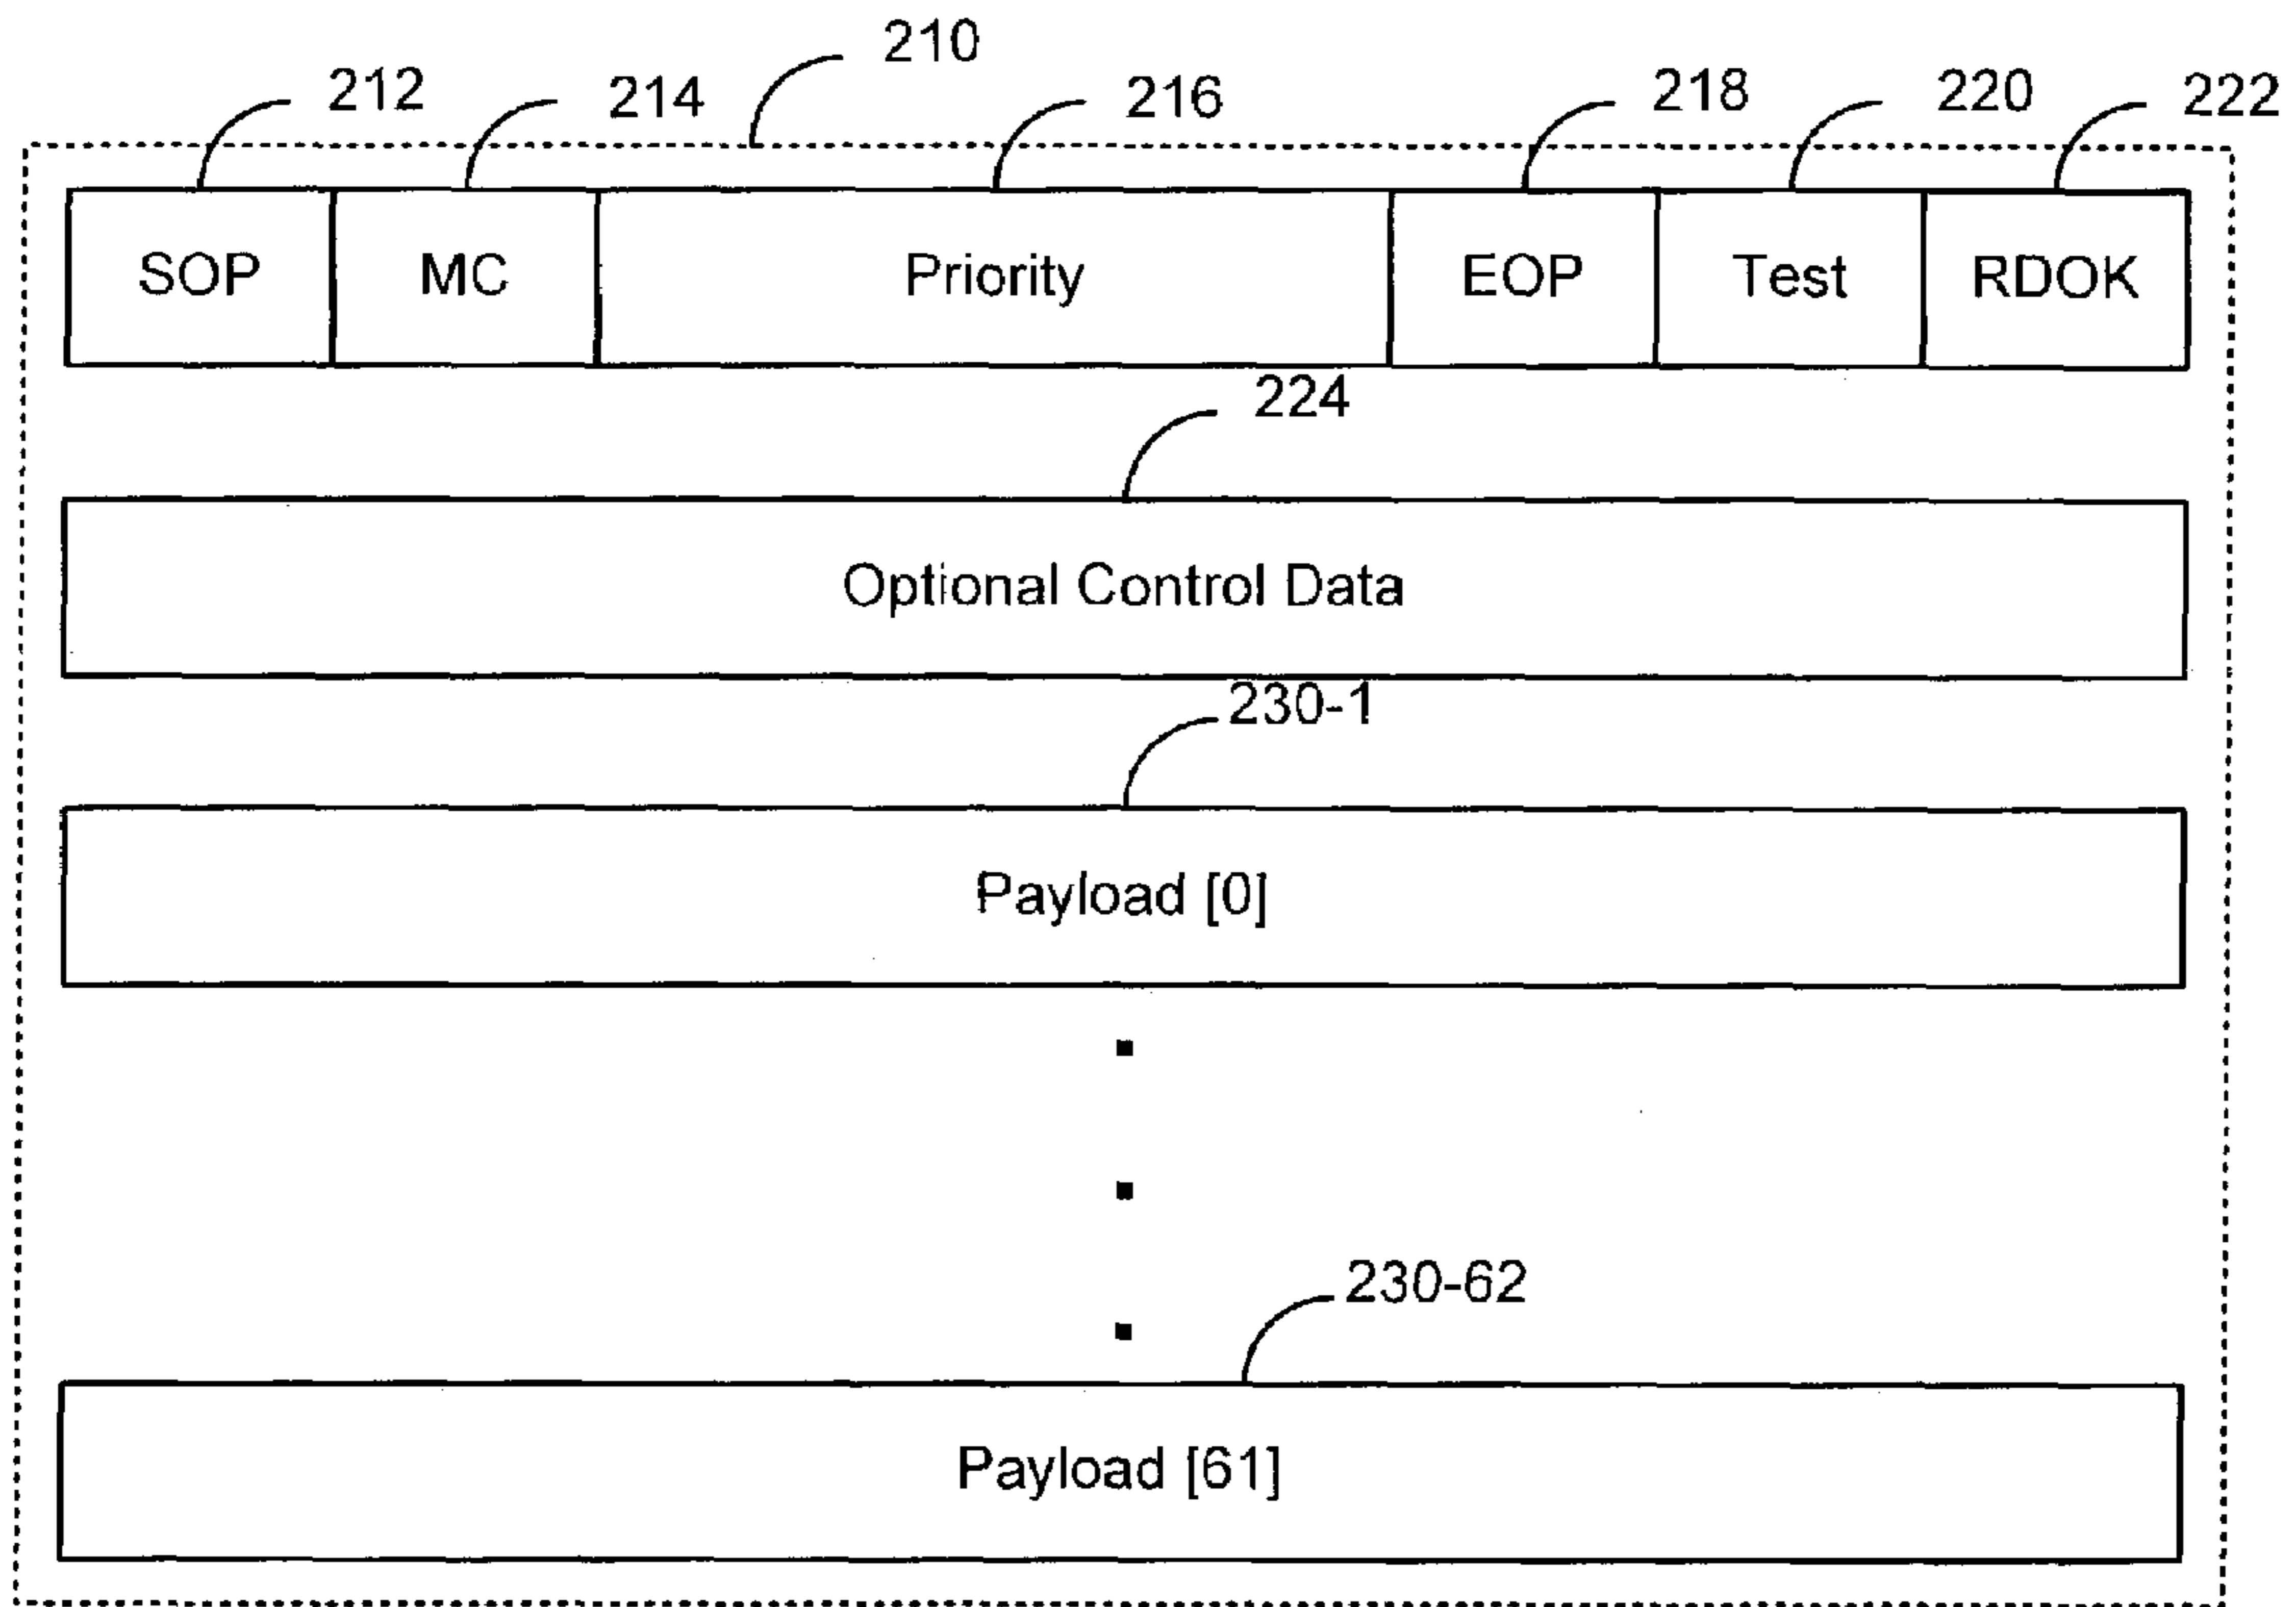 210
212 214 216 218 220 222
SOP MC Priority EOP Test RDOK
224
Optional Control Data
230-1
Payload [0]
230-62
Payload [61]